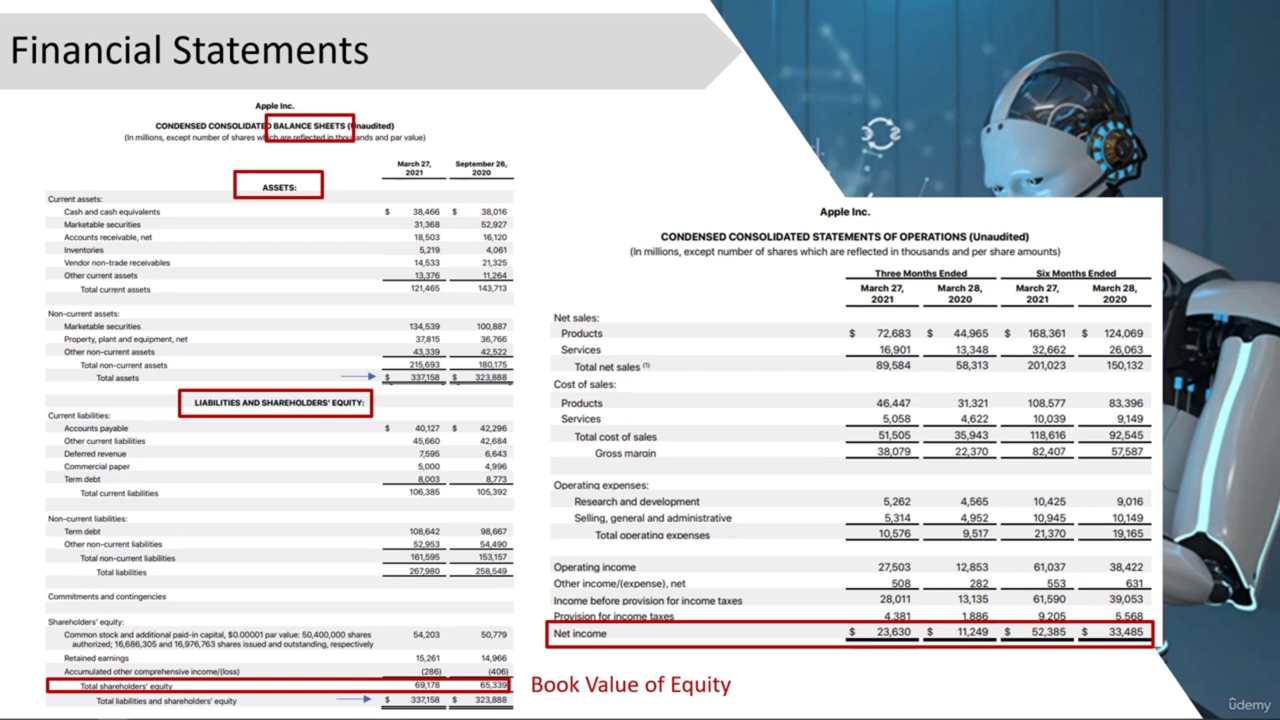 Financial Statements
Apple Inc.
CONDENSED CONSOLIDATED BALANCE SHEETS (Unaudited)
(In millions, except number of shares which are reflected in thousands and par value)
March 27, 2021 September 26, 2020
ASSETS:
Current assets:
Cash and cash equivalents $ 38,466 $ 38,016
Marketable securities 31,368 52,927
Accounts receivable, net 18,503 16,120
Inventories 5,219 4,061
Vendor non-trade receivables 14,533 21,325
Other current assets 13,376 11,264
Total current assets 121,465 143,713
Non-current assets:
Marketable securities 134,539 100,887
Property, plant and equipment, net 37,815 36,766
Other non-current assets 43,339 42,522
Total non-current assets 215,693 180,175
Total assets $ 337,158 $ 323,888
LIABILITIES AND SHAREHOLDERS' EQUITY:
Current liabilities:
Accounts payable $ 40,127 $ 42,296
Other current liabilities 45,660 42,684
Deferred revenue 7,595 6,643
Commercial paper 5,000 4,996
Term debt 8,003 8,773
Total current liabilities 106,385 105,392
Non-current liabilities:
Term debt 108,642 98,667
Other non-current liabilities 52,953 54,490
Total non-current liabilities 161,595 153,157
Total liabilities 267,980 258,549
Commitments and contingencies
Shareholders' equity:
Common stock and additional paid-in capital, $0.00001 par value: 50,400,000 shares 54,203 50,779
authorized; 16,686,305 and 16,976,763 shares issued and outstanding, respectively
Retained earnings 15,261 14,966
Accumulated other comprehensive income/(loss) (286) (406)
Total shareholders' equity 69,178 65,339
Total liabilities and shareholders' equity $ 337,158 $ 323,888
Book Value of Equity
Apple Inc.
CONDENSED CONSOLIDATED STATEMENTS OF OPERATIONS (Unaudited)
(In millions, except number of shares which are reflected in thousands and per share amounts)
Three Months Ended Six Months Ended
March 27, 2021 March 28, 2020 March 27, 2021 March 28, 2020
Net sales:
Products $ 72,683 $ 44,965 $ 168,361 $ 124,069
Services 16,901 13,348 32,662 26,063
Total net sales (1) 89,584 58,313 201,023 150,132
Cost of sales:
Products 46,447 31,321 108,577 83,396
Services 5,058 4,622 10,039 9,149
Total cost of sales 51,505 35,943 118,616 92,545
Gross margin 38,079 22,370 82,407 57,587
Operating expenses:
Research and development 5,262 4,565 10,425 9,016
Selling, general and administrative 5,314 4,952 10,945 10,149
Total operating expenses 10,576 9,517 21,370 19,165
Operating income 27,503 12,853 61,037 38,422
Other income/(expense), net 508 282 553 631
Income before provision for income taxes 28,011 13,135 61,590 39,053
Provision for income taxes 4,381 1,886 9,205 5,568
Net income $ 23,630 $ 11,249 $ 52,385 $ 33,485
ûdemy